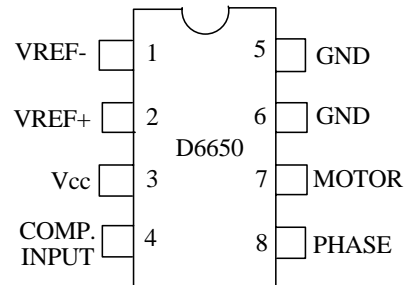 VREF- 1 5 GND
VREF+ 2 6 GND
D6650
Vcc 3 7 MOTOR
COMP. INPUT 4 8 PHASE